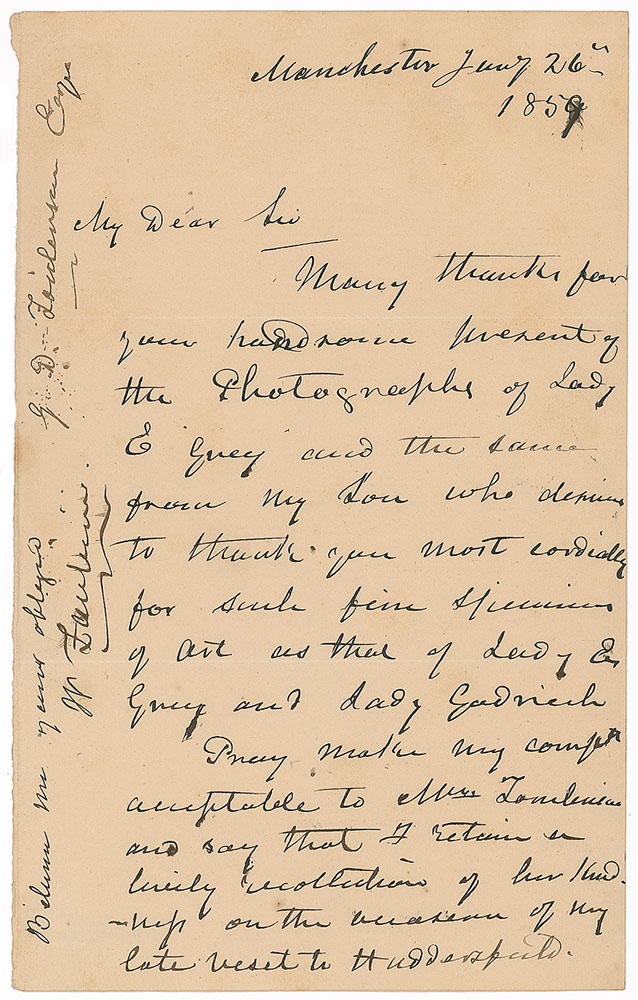 Manchester Jany 26th
1859
My Dear Sir
Many thanks for
your handsome present of
the Photographs of Lady
E Grey and the same
from my Son who desires
to thank you most cordially
for such fine specimens
of art as that of Lady E
Grey and Lady Godrich
Pray make my compts
acceptable to Mrs Tomlinson
and say that I retain a
lively recollection of her kind
-ness on the occasion of my
late veset to Huddersfield.
Believe me your obliged
W
G. D. Tomlinson Esqr